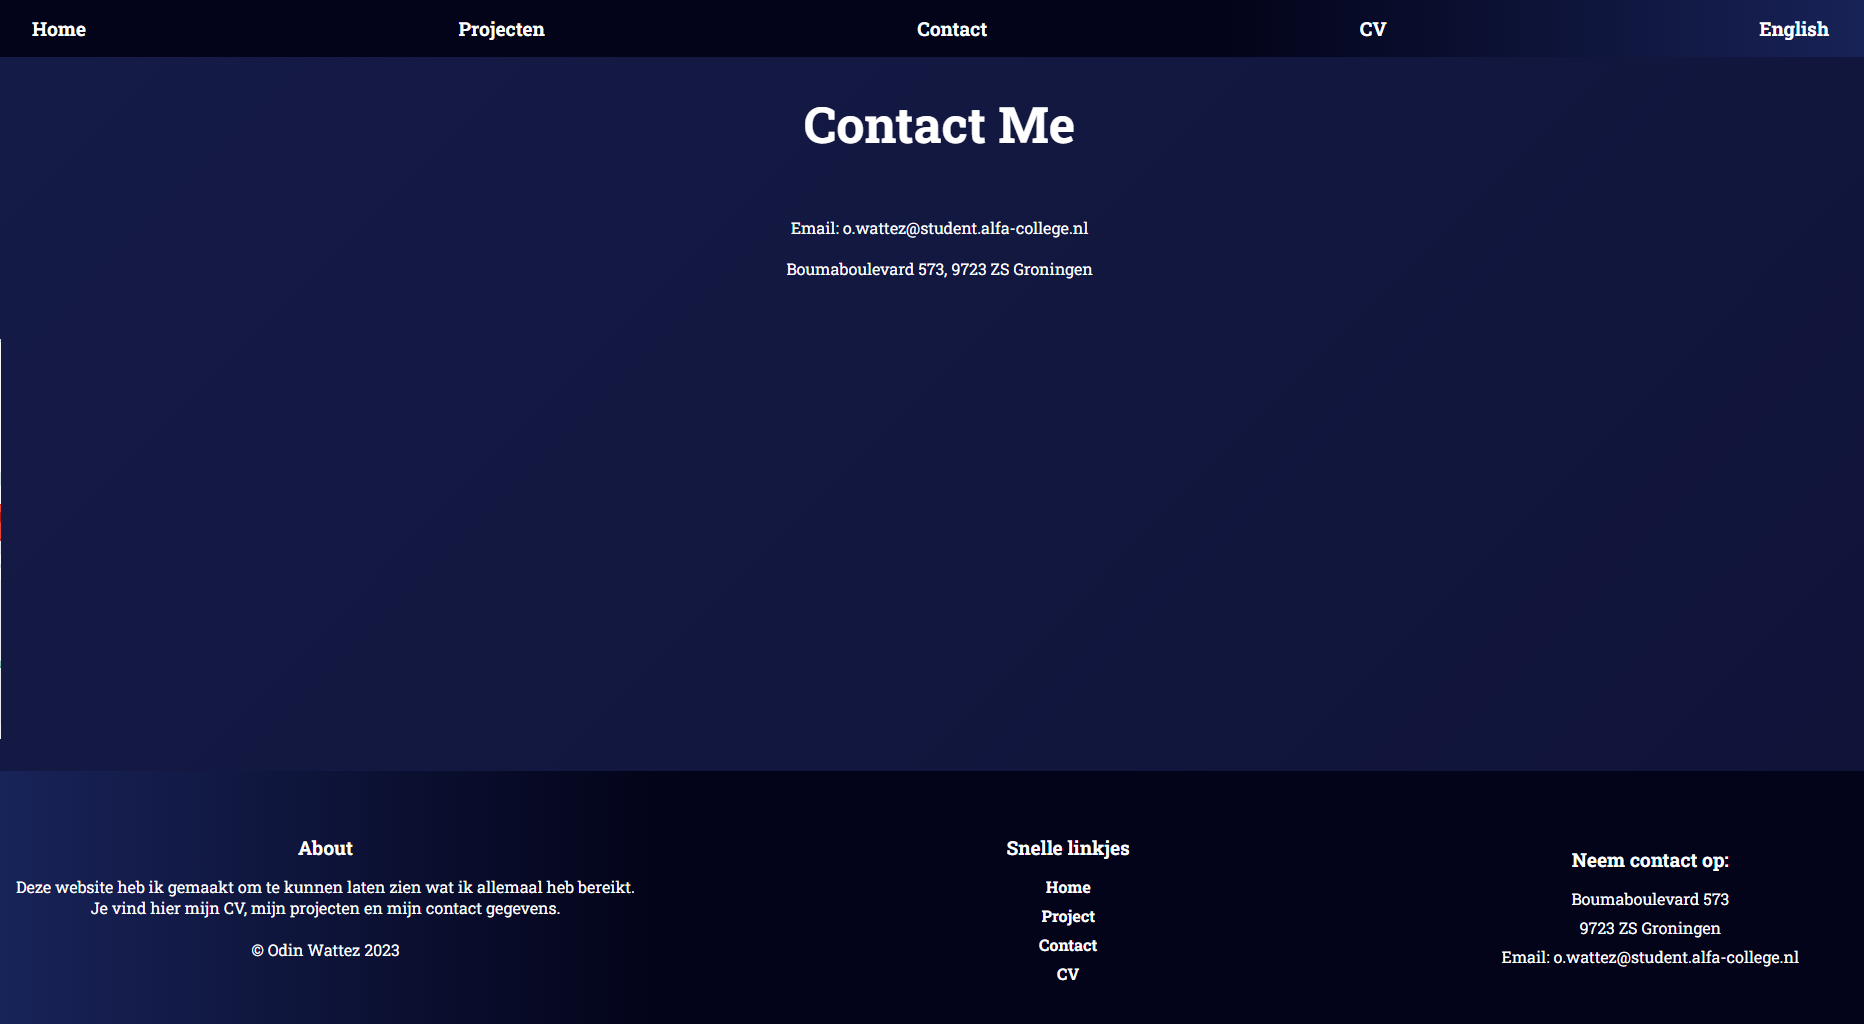 Home
Projecten
Contact
CV
English
Contact Me
Email: o.wattez@student.alfa-college.nl
Boumaboulevard 573, 9723 ZS Groningen
About
Deze website heb ik gemaakt om te kunnen laten zien wat ik allemaal heb bereikt.
Je vind hier mijn CV, mijn projecten en mijn contact gegevens.
© Odin Wattez 2023
Snelle linkjes
Home
Project
Contact
CV
Neem contact op:
Boumaboulevard 573
9723 ZS Groningen
Email: o.wattez@student.alfa-college.nl